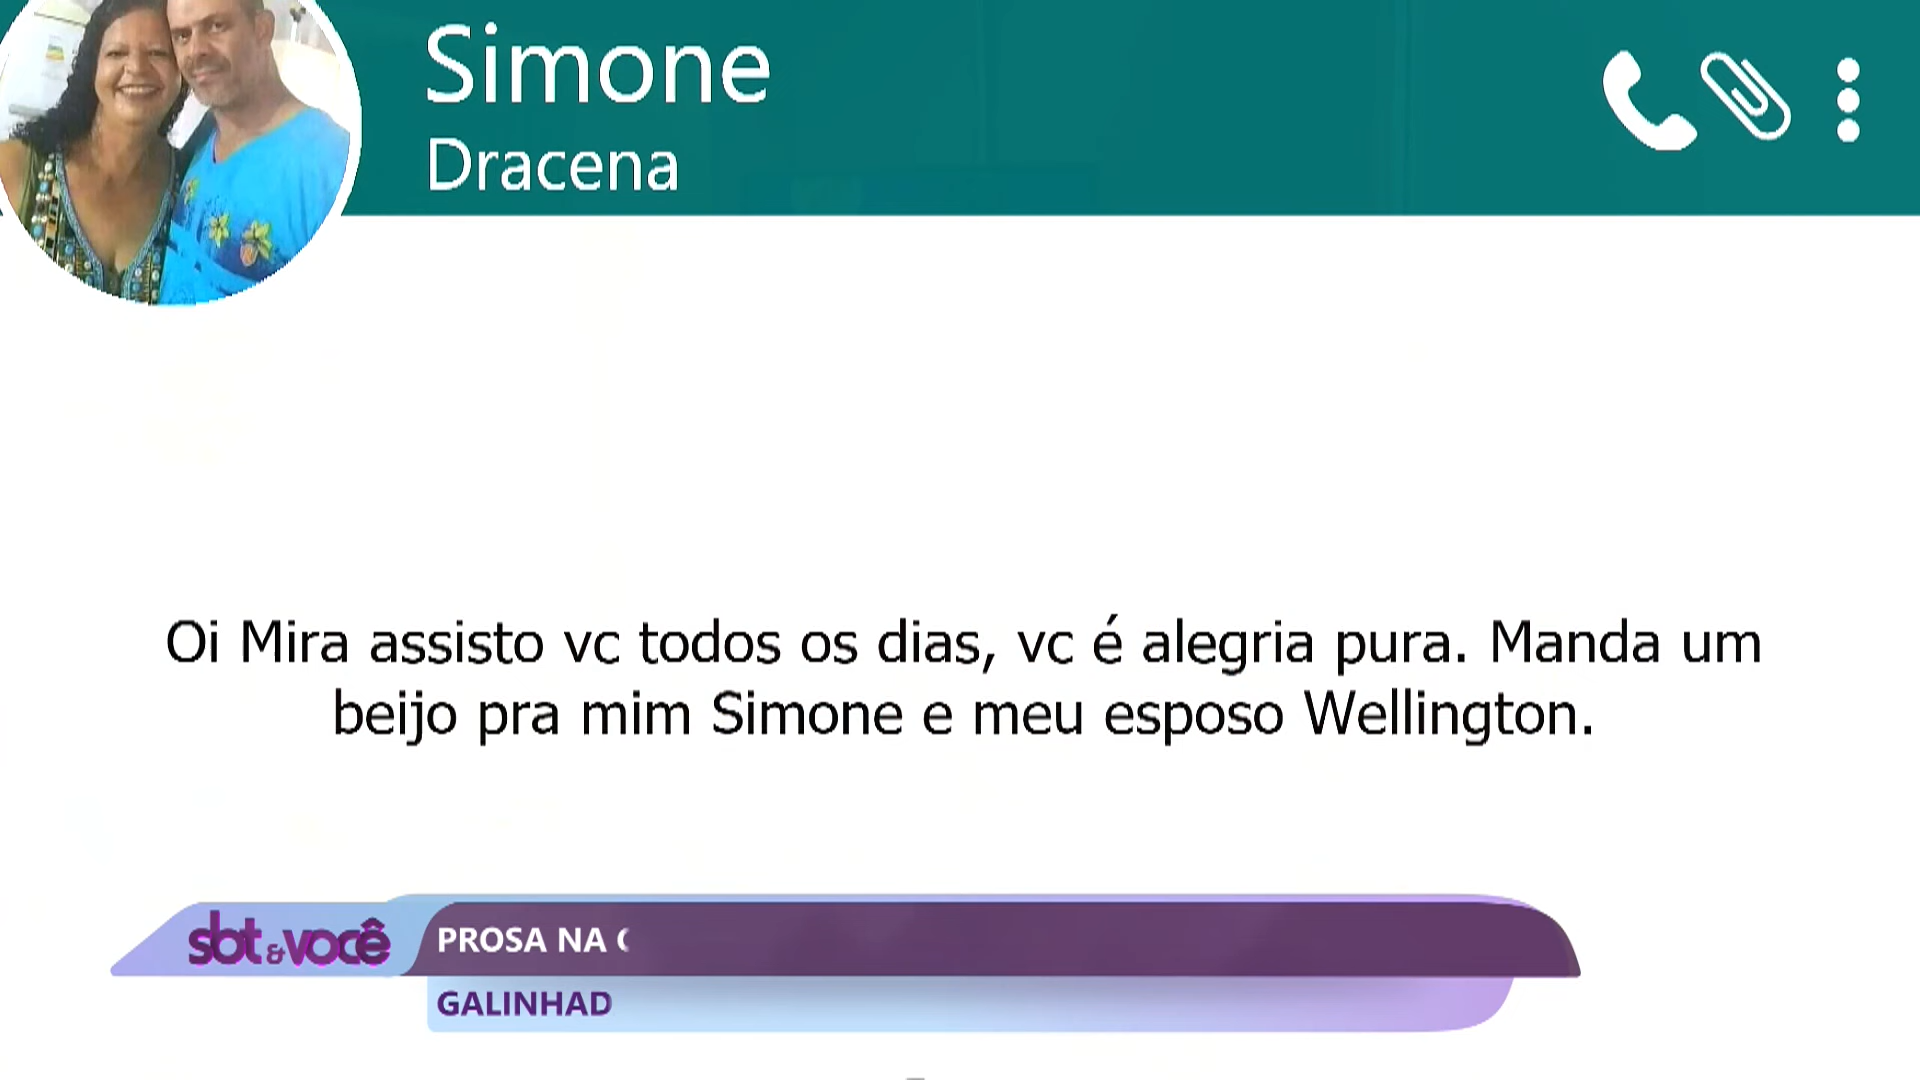 Simone
Dracena
Oi Mira assisto vc todos os dias, vc é alegria pura. Manda um
beijo pra mim Simone e meu esposo Wellington.
sbt&você
PROSA NA
GALINHAD